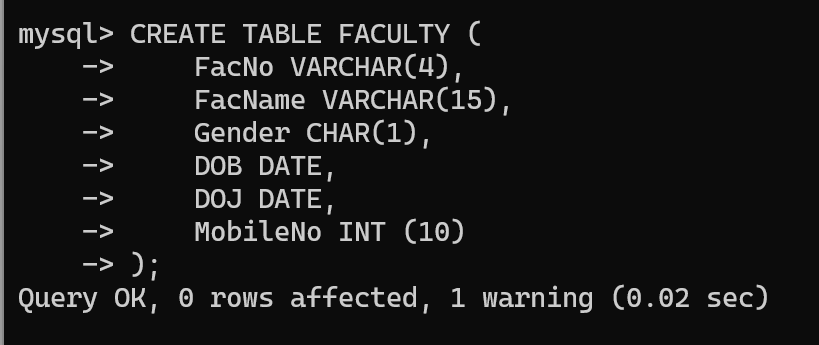 mysql> CREATE TABLE FACULTY (
    ->     FacNo VARCHAR(4),
    ->     FacName VARCHAR(15),
    ->     Gender CHAR(1),
    ->     DOB DATE,
    ->     DOJ DATE,
    ->     MobileNo INT (10)
    -> );
Query OK, 0 rows affected, 1 warning (0.02 sec)